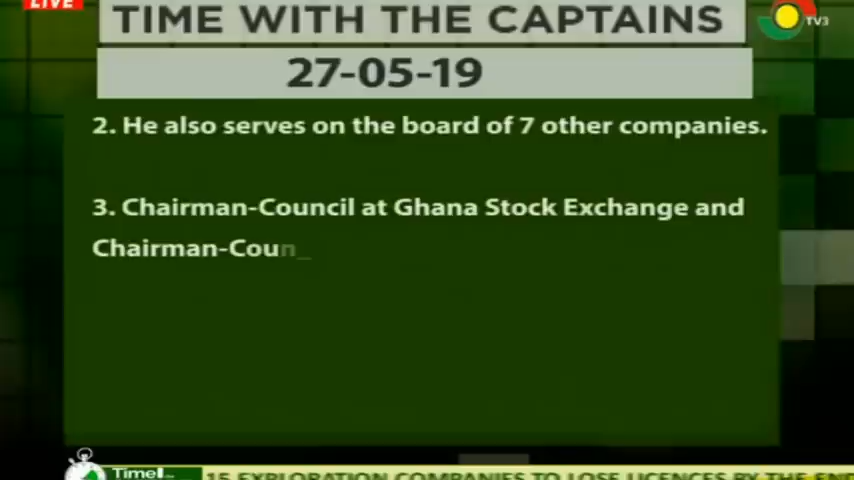 LIVE
TIME WITH THE CAPTAINS
TV3
27-05-19
2. He also serves on the board of 7 other companies.
3. Chairman-Council at Ghana Stock Exchange and
Chairman-Coun_
Time!
15 EXPLORATION COMPANIES TO LOSE LICENCES BY THE END